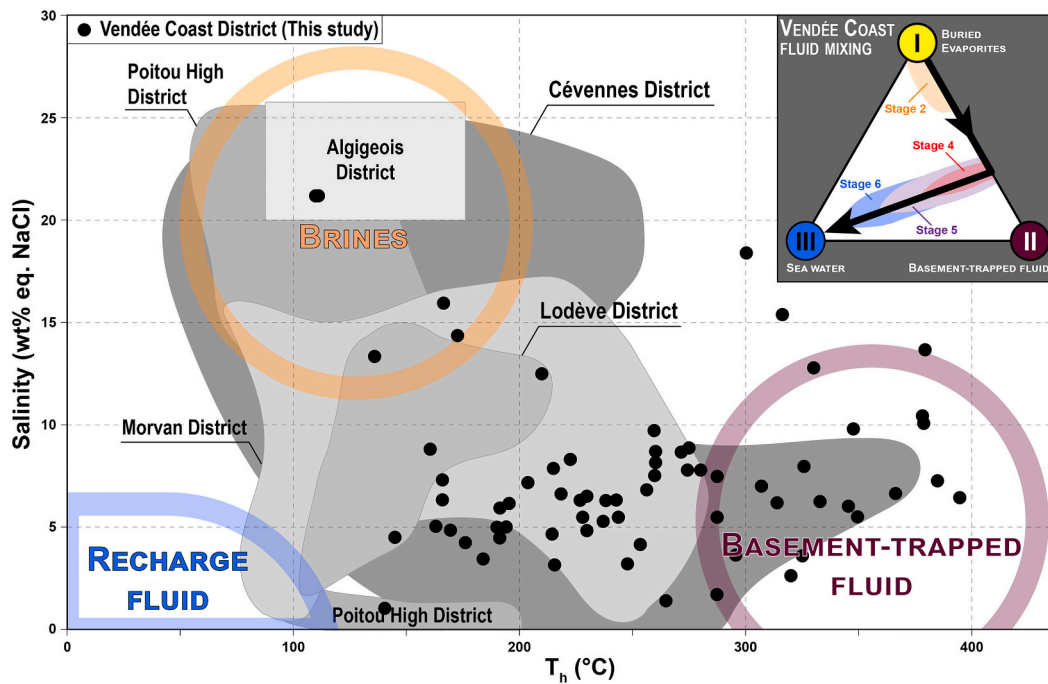 Vendée Coast District (This study)
Poitou High
District
Cévennes District
Algigeois
District
Brines
Lodève District
Morvan District
Recharge
fluid
Poitou High District
Basement-trapped
fluid
Salinity (wt% eq. NaCl)
30
25
20
15
10
5
0
0
100
200
300
400
Th (°C)
Vendée Coast
fluid mixing
I
Buried
Evaporites
Stage 2
Stage 4
Stage 6
Stage 5
III
II
Sea water
Basement-trapped fluid